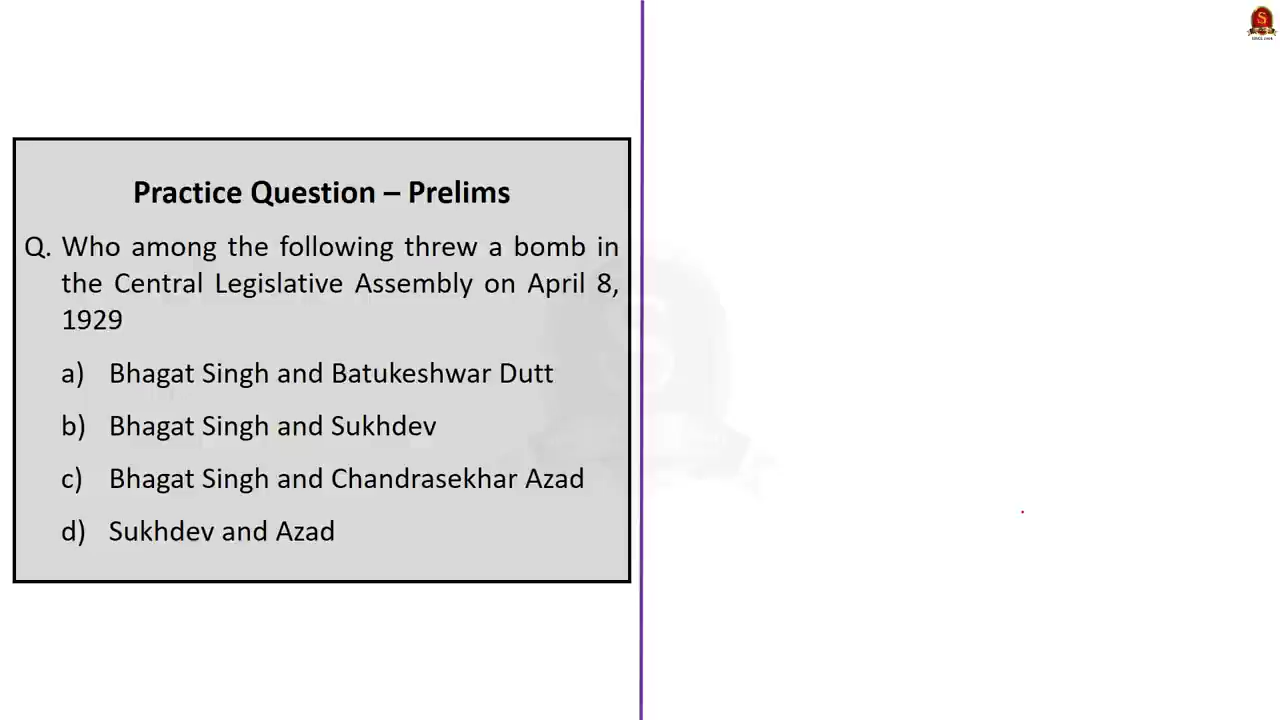 Practice Question – Prelims
Q. Who among the following threw a bomb in
the Central Legislative Assembly on April 8,
1929
a) Bhagat Singh and Batukeshwar Dutt
b) Bhagat Singh and Sukhdev
c) Bhagat Singh and Chandrasekhar Azad
d) Sukhdev and Azad
S